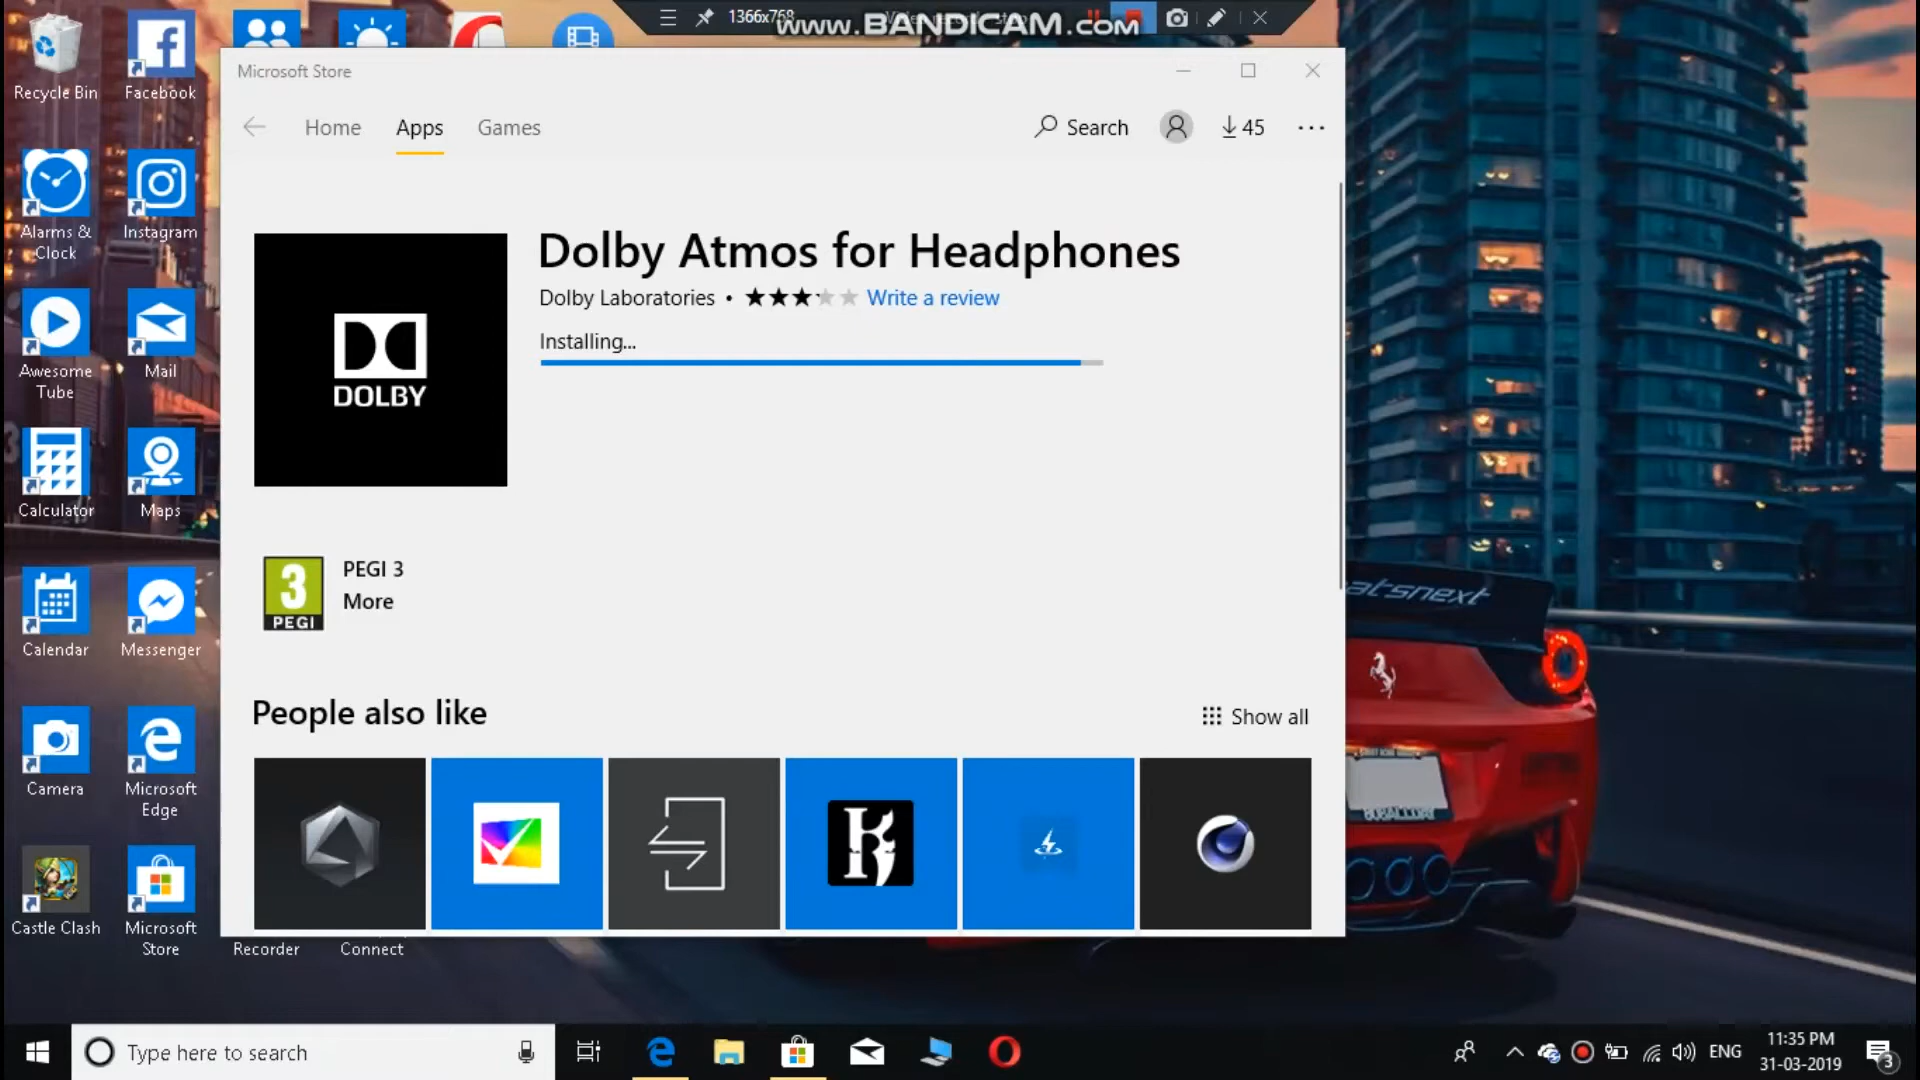 1366x768
www.BANDICAM.com
Recycle Bin
Facebook
Microsoft Store
Home
Apps
Games
Search
45
Alarms &
Clock
Instagram
Dolby Atmos for Headphones
Dolby Laboratories • Write a review
Installing...
DOLBY
Awesome
Tube
Mail
Calculator
Maps
3
PEGI
PEGI 3
More
Calendar
Messenger
People also like
Show all
Camera
Microsoft
Edge
Castle Clash
Microsoft
Store
Recorder
Connect
Type here to search
ENG
11:35 PM
31-03-2019
3